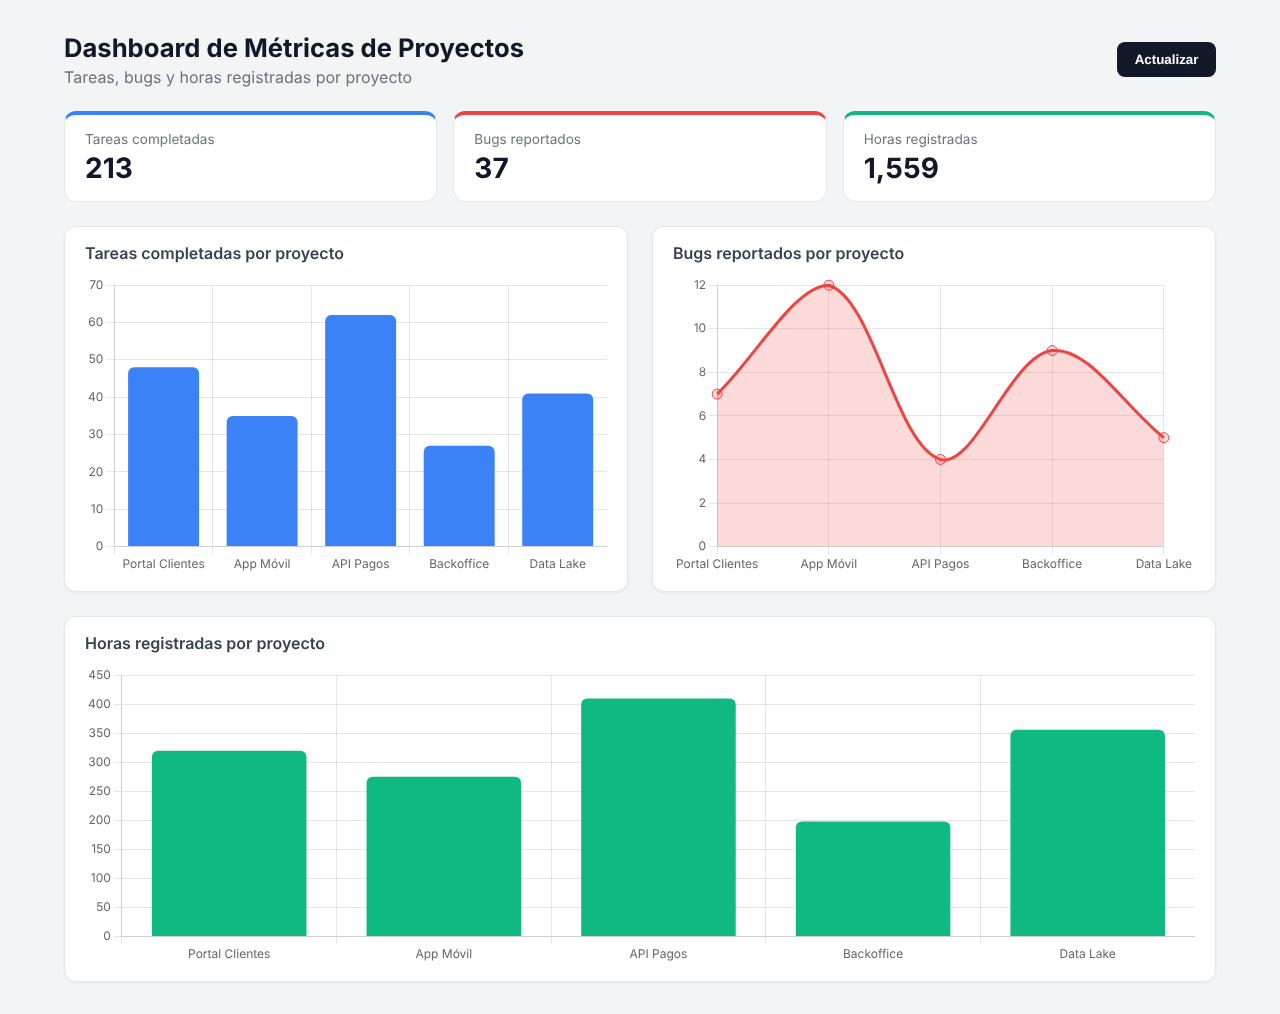 Dashboard de Métricas de Proyectos
Tareas, bugs y horas registradas por proyecto
Actualizar
Tareas completadas
213
Bugs reportados
37
Horas registradas
1,559
Tareas completadas por proyecto
70
60
50
40
30
20
10
0
Portal Clientes App Móvil API Pagos Backoffice Data Lake
Bugs reportados por proyecto
12
10
8
6
4
2
0
Portal Clientes App Móvil API Pagos Backoffice Data Lake
Horas registradas por proyecto
450
400
350
300
250
200
150
100
50
0
Portal Clientes App Móvil API Pagos Backoffice Data Lake